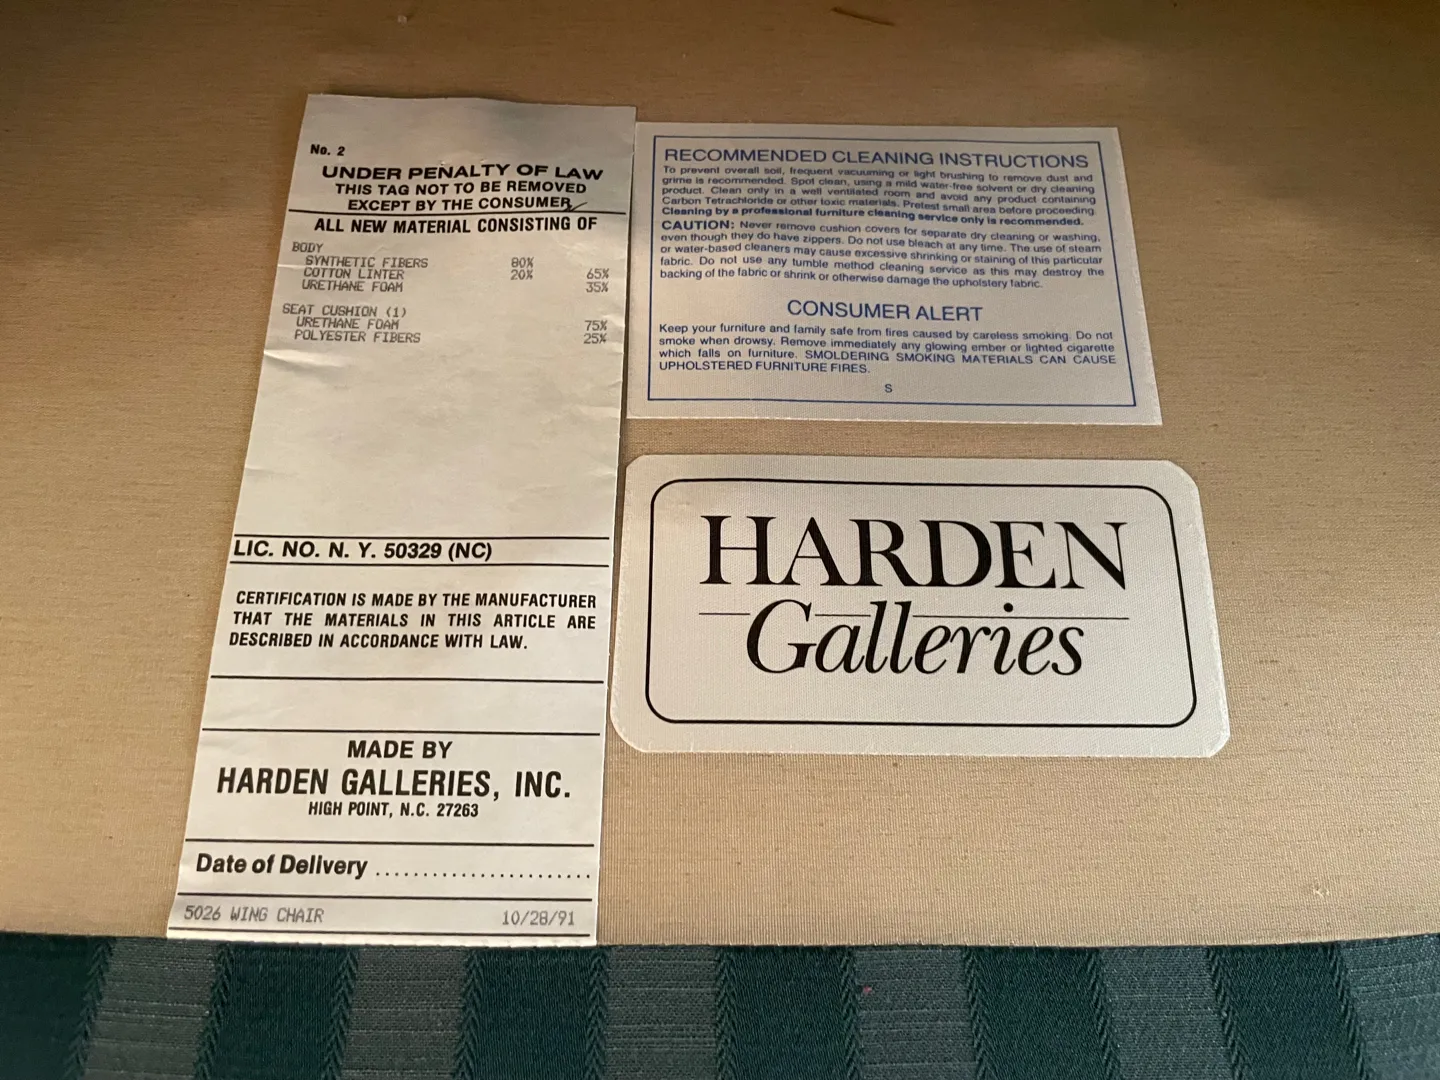 No. 2
UNDER PENALTY OF LAW
THIS TAG NOT TO BE REMOVED
EXCEPT BY THE CONSUMER
ALL NEW MATERIAL CONSISTING OF
BODY
SYNTHETIC FIBERS 80%
COTTON LINTER 20% 65%
URETHANE FOAM 35%
SEAT CUSHION (1)
URETHANE FOAM 75%
POLYESTER FIBERS 25%
LIC. NO. N. Y. 50329 (NC)
CERTIFICATION IS MADE BY THE MANUFACTURER
THAT THE MATERIALS IN THIS ARTICLE ARE
DESCRIBED IN ACCORDANCE WITH LAW.
MADE BY
HARDEN GALLERIES, INC.
HIGH POINT, N.C. 27263
Date of Delivery ........................
5026 WING CHAIR 10/28/91
RECOMMENDED CLEANING INSTRUCTIONS
To prevent overall soil, frequent vacuuming or light brushing to remove dust and
grime is recommended. Spot clean, using a mild water-free solvent or dry cleaning
product. Clean only in a well ventilated room and avoid any product containing
Carbon Tetrachloride or other toxic materials. Pretest small area before proceeding.
Cleaning by a professional furniture cleaning service only is recommended.
CAUTION: Never remove cushion covers for separate dry cleaning or washing,
even though they do have zippers. Do not use bleach at any time. The use of steam
or water-based cleaners may cause excessive shrinking or staining of this particular
fabric. Do not use any tumble method cleaning service as this may destroy the
backing of the fabric or shrink or otherwise damage the upholstery fabric.
CONSUMER ALERT
Keep your furniture and family safe from fires caused by careless smoking. Do not
smoke when drowsy. Remove immediately any glowing ember or lighted cigarette
which falls on furniture. SMOLDERING SMOKING MATERIALS CAN CAUSE
UPHOLSTERED FURNITURE FIRES.
S
HARDEN
Galleries